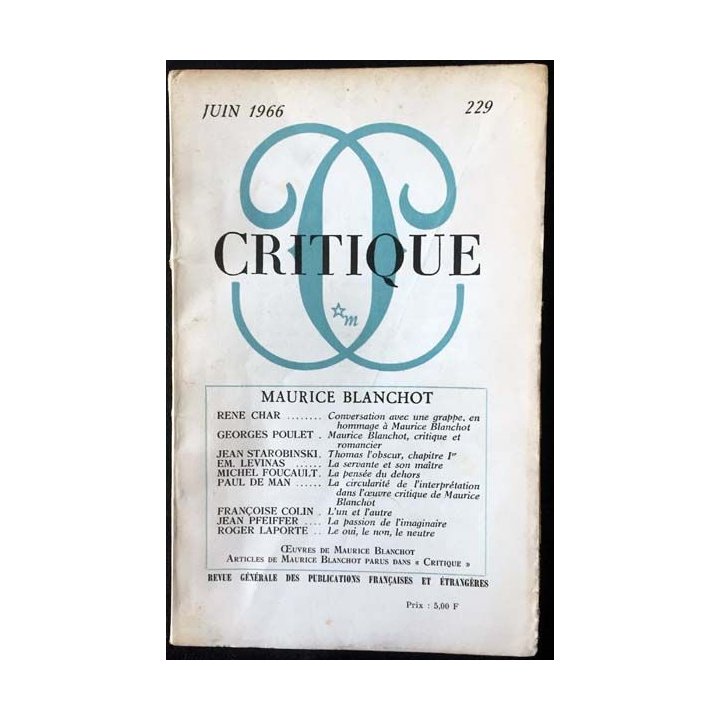 JUIN 1966 229
CRITIQUE
m
MAURICE BLANCHOT
RENE CHAR ........ Conversation avec une grappe, en
hommage à Maurice Blanchot
GEORGES POULET . Maurice Blanchot, critique et
romancier
JEAN STAROBINSKI. Thomas l'obscur, chapitre Ier
EM. LEVINAS ...... La servante et son maître
MICHEL FOUCAULT. La pensée du dehors
PAUL DE MAN ...... La circularité de l'interprétation
dans l'œuvre critique de Maurice
Blanchot
FRANÇOISE COLIN . L'un et l'autre
JEAN PFEIFFER .... La passion de l'imaginaire
ROGER LAPORTE .. Le oui, le non, le neutre
ŒUVRES DE MAURICE BLANCHOT
ARTICLES DE MAURICE BLANCHOT PARUS DANS « CRITIQUE »
REVUE GÉNÉRALE DES PUBLICATIONS FRANÇAISES ET ÉTRANGÈRES
Prix : 5,00 F